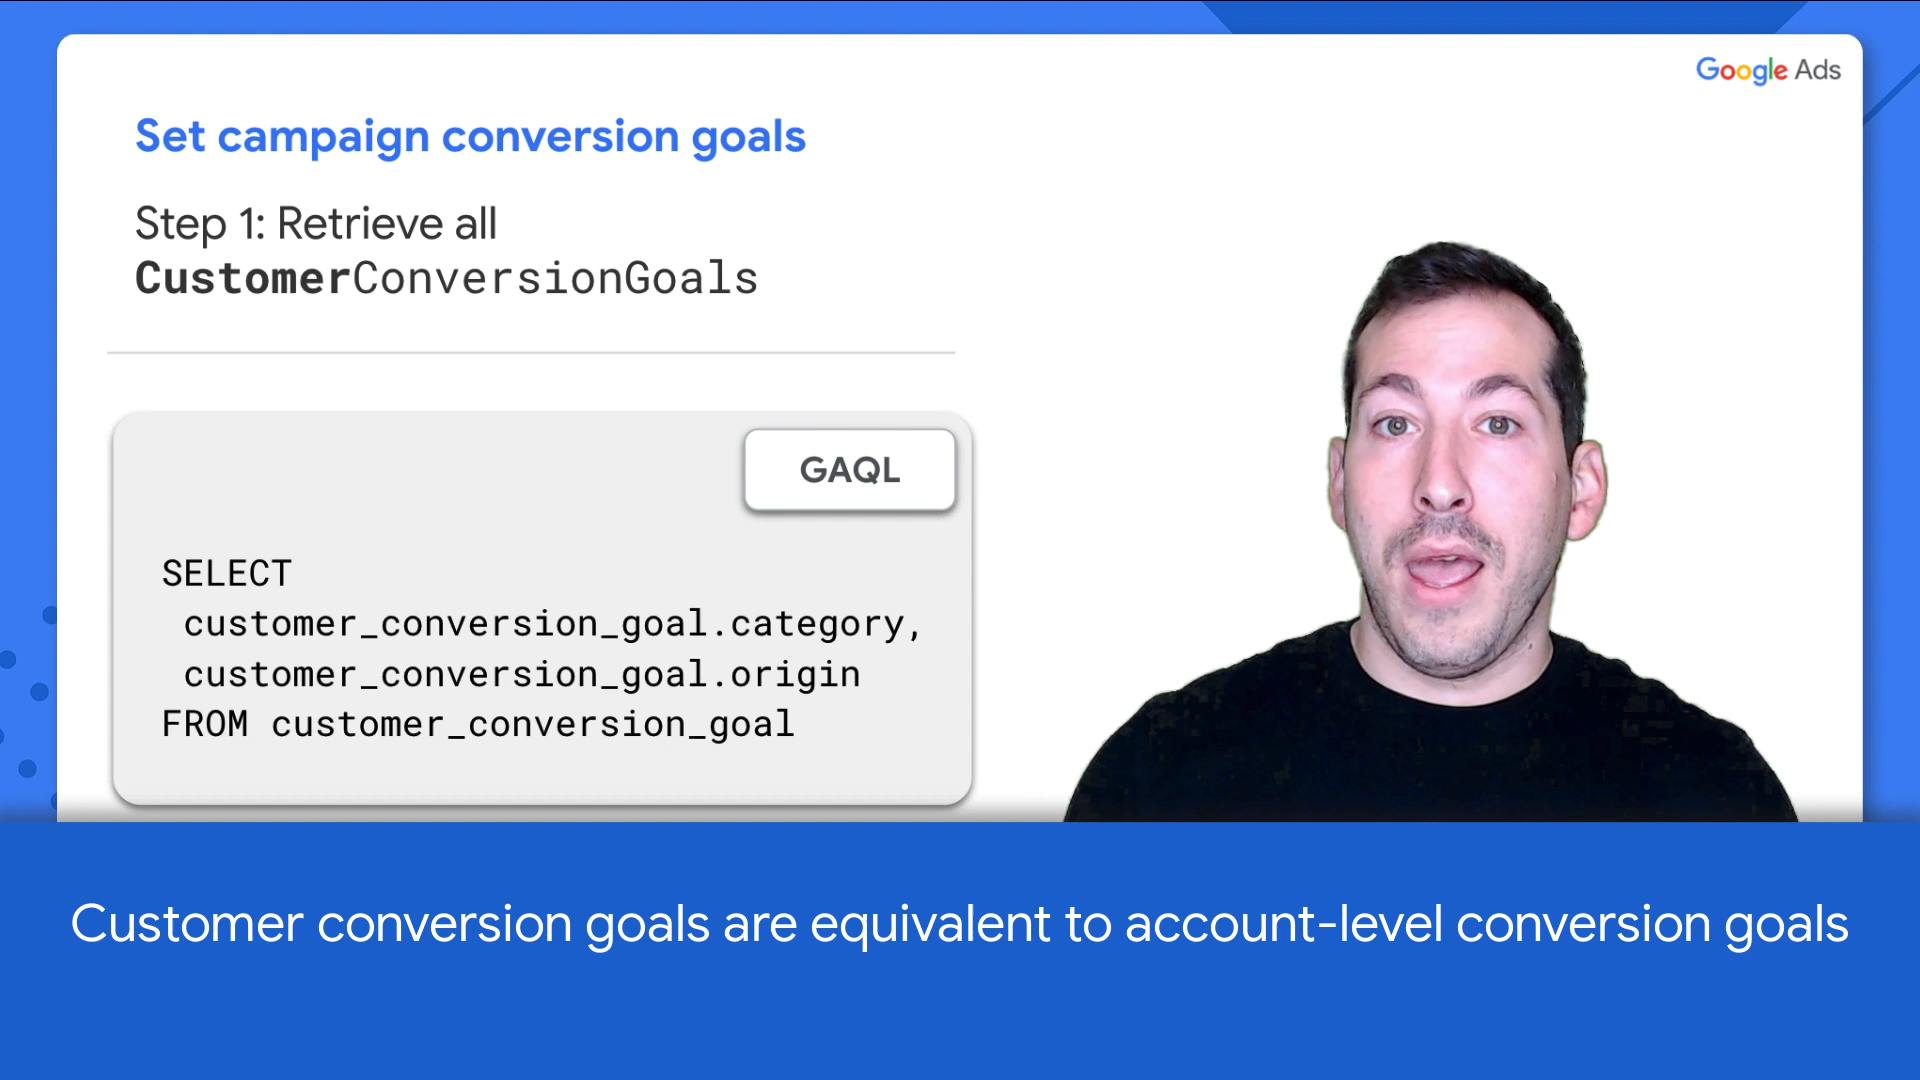 Google Ads
Set campaign conversion goals
Step 1: Retrieve all
CustomerConversionGoals
GAQL
SELECT
customer_conversion_goal.category,
customer_conversion_goal.origin
FROM customer_conversion_goal
Customer conversion goals are equivalent to account-level conversion goals